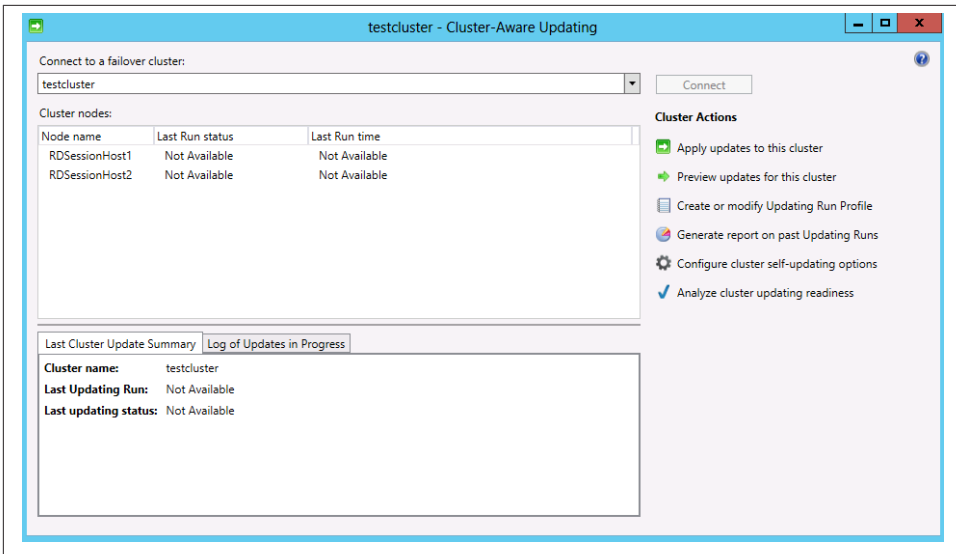 testcluster - Cluster-Aware Updating
Connect to a failover cluster:
testcluster
Connect
Cluster nodes:
Node name Last Run status Last Run time
RDSessionHost1 Not Available Not Available
RDSessionHost2 Not Available Not Available
Cluster Actions
Apply updates to this cluster
Preview updates for this cluster
Create or modify Updating Run Profile
Generate report on past Updating Runs
Configure cluster self-updating options
Analyze cluster updating readiness
Last Cluster Update Summary Log of Updates in Progress
Cluster name: testcluster
Last Updating Run: Not Available
Last updating status: Not Available